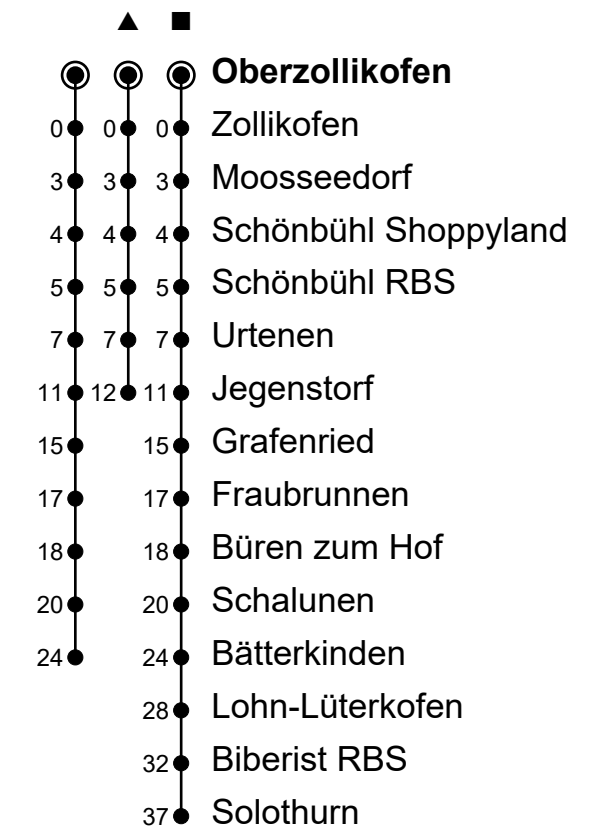 ▲ ■
Oberzollikofen
0 0 0 Zollikofen
3 3 3 Moosseedorf
4 4 4 Schönbühl Shoppyland
5 5 5 Schönbühl RBS
7 7 7 Urtenen
11 12 11 Jegenstorf
15 15 Grafenried
17 17 Fraubrunnen
18 18 Büren zum Hof
20 20 Schalunen
24 24 Bätterkinden
28 Lohn-Lüterkofen
32 Biberist RBS
37 Solothurn